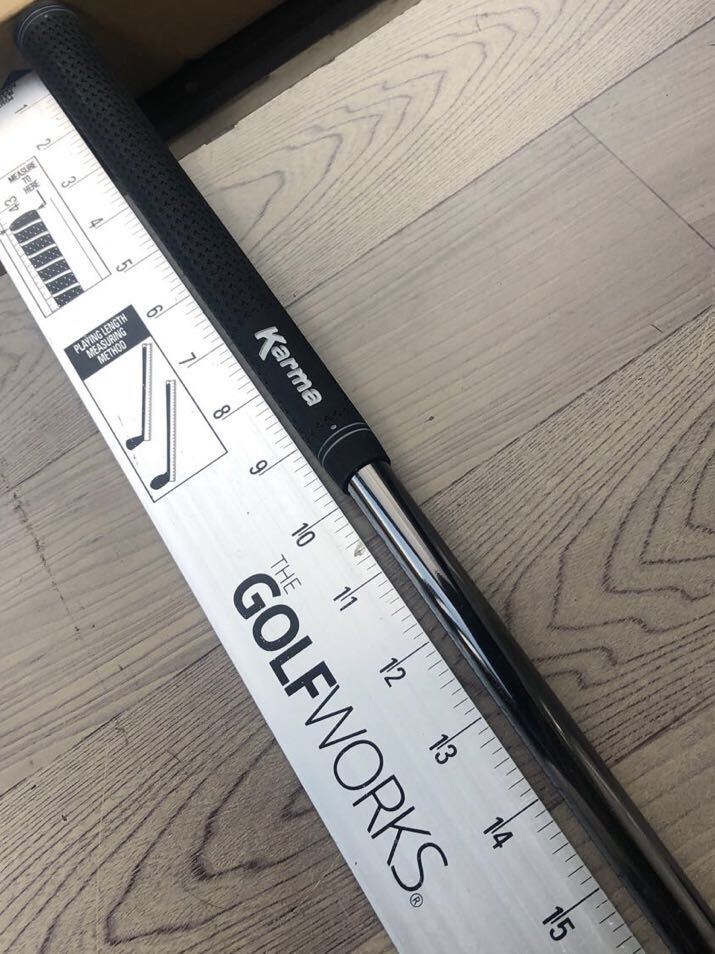 1
2
3
MEASURE
TO
HERE
43
4
5
6
PLAYING LENGTH
MEASURING
METHOD
7
8
9
Karma
10
THE
GOLFWORKS®
11
12
13
14
15